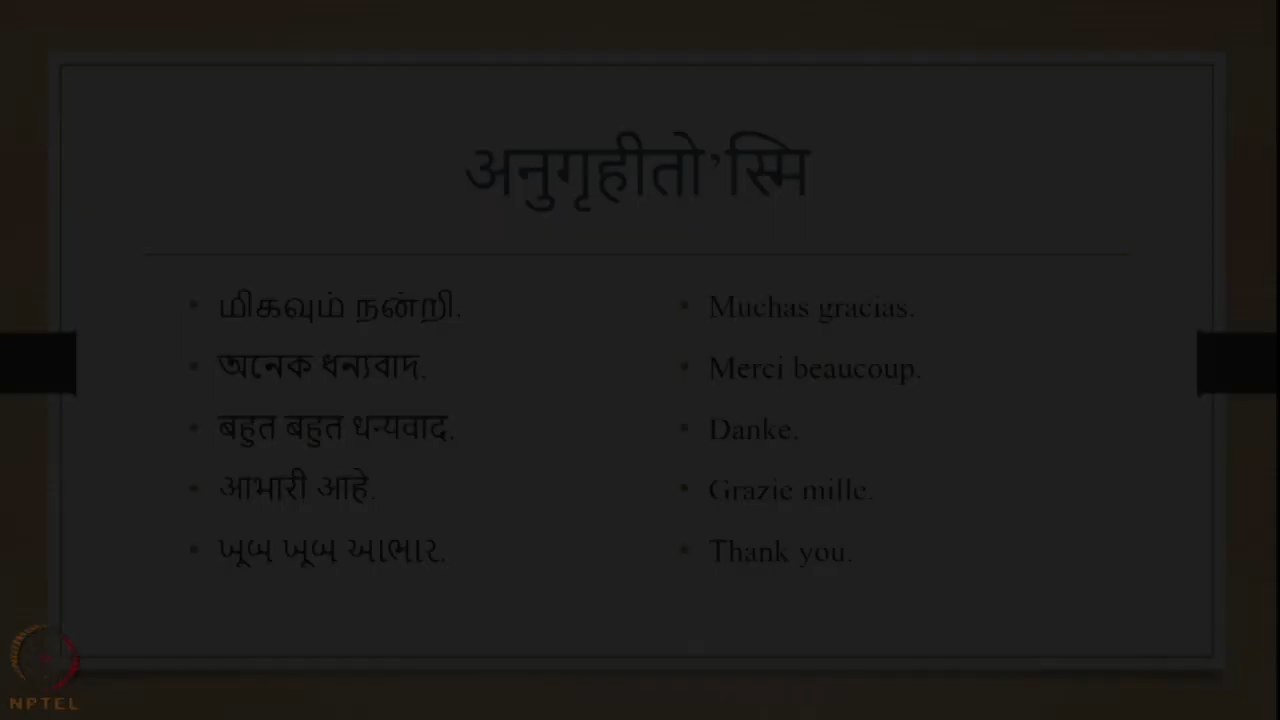 अनुगृहीतो’स्मि
மிகவும் நன்றி.
অনেক ধন্যবাদ.
बहुत बहुत धन्यवाद.
आभारी आहे.
ખૂબ ખૂબ આભાર.
Muchas gracias.
Merci beaucoup.
Danke.
Grazie mille.
Thank you.
NPTEL